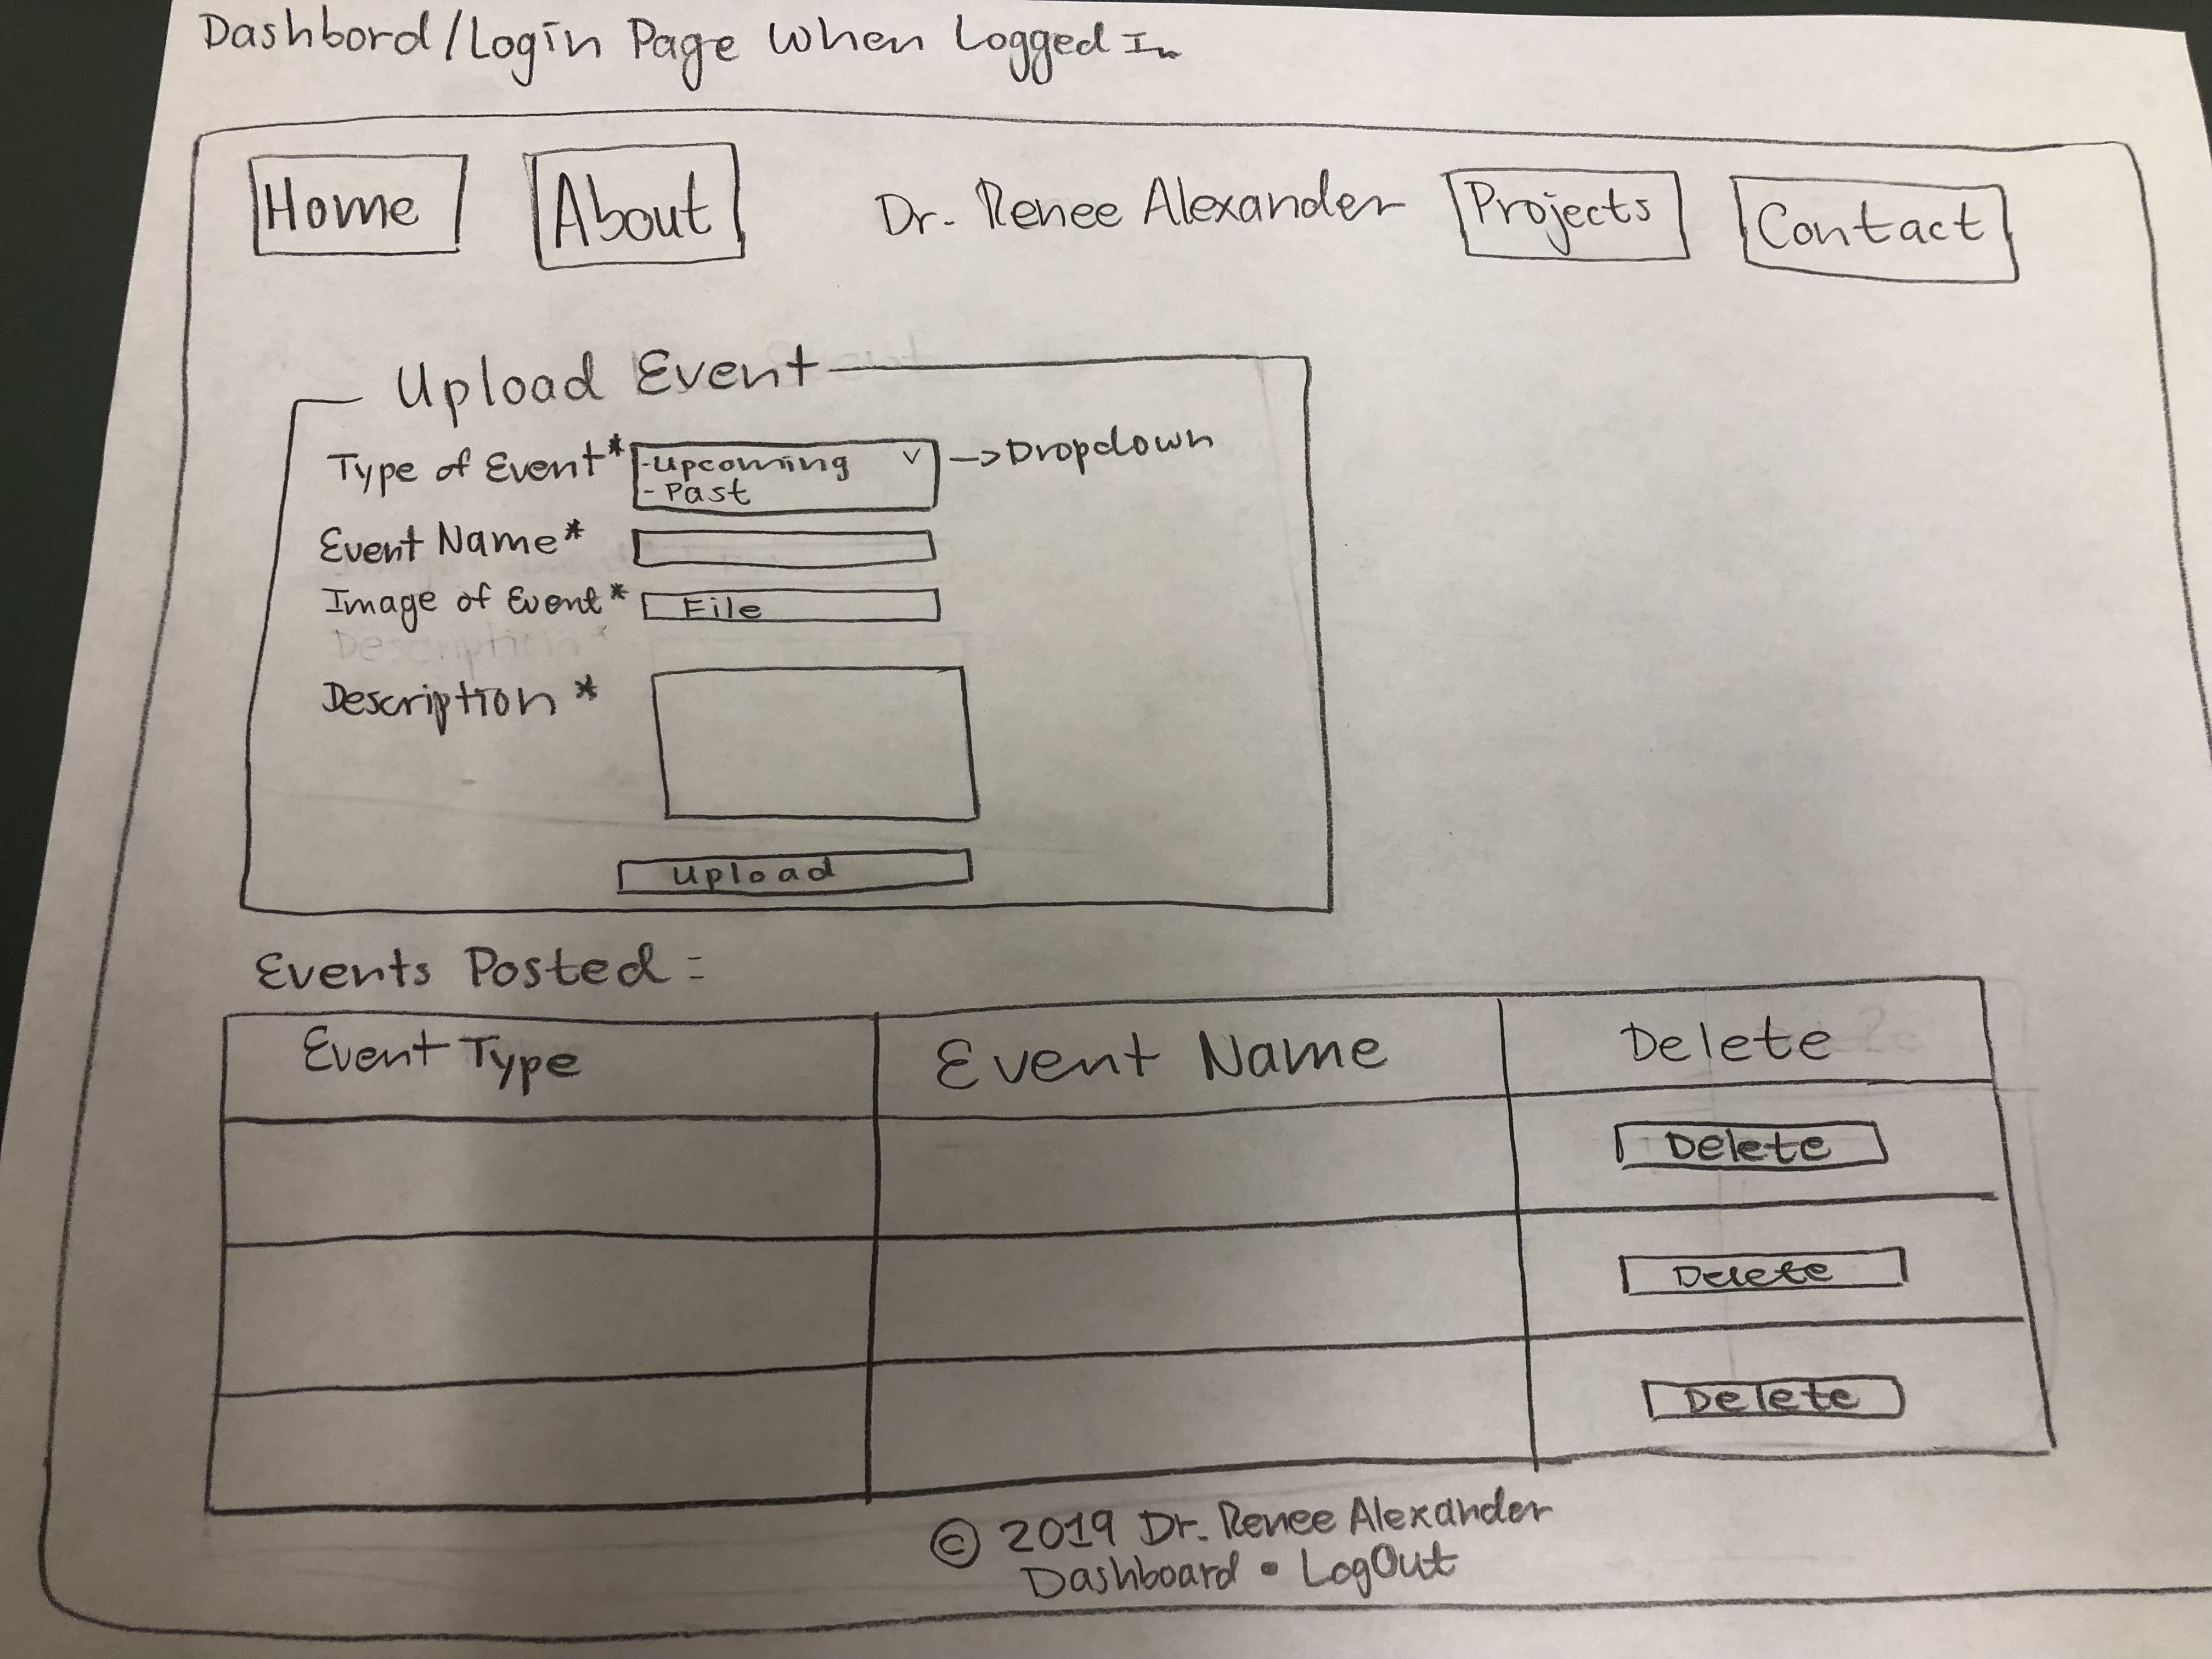 Dashbord/Login Page When Logged In
Home About Dr. Renee Alexander Projects Contact
Upload Event
Type of Event* -Upcoming v -> Dropdown
- Past
Event Name*
Image of Event* File
Description*
Description *
Upload
Events Posted :
Event Type Event Name Delete
Delete
Delete
Delete
© 2019 Dr. Renee Alexander
Dashboard • LogOut